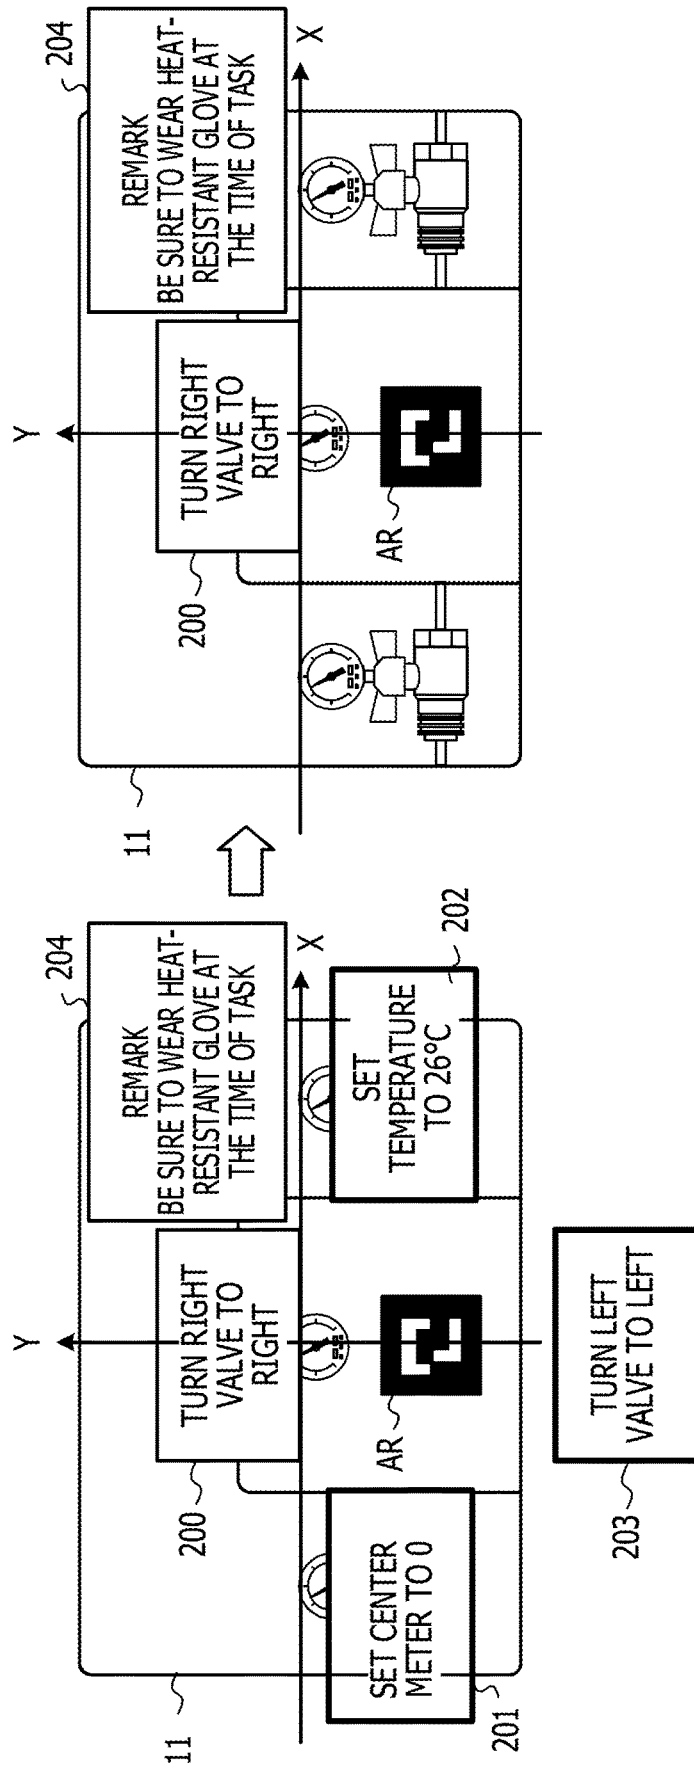 11
Y
X
200
TURN RIGHT
VALVE TO
RIGHT
204
REMARK
BE SURE TO WEAR HEAT-
RESISTANT GLOVE AT
THE TIME OF TASK
SET CENTER
METER TO 0
201
AR
SET
TEMPERATURE
TO 26°C
202
203
TURN LEFT
VALVE TO LEFT
11
Y
X
200
TURN RIGHT
VALVE TO
RIGHT
204
REMARK
BE SURE TO WEAR HEAT-
RESISTANT GLOVE AT
THE TIME OF TASK
AR